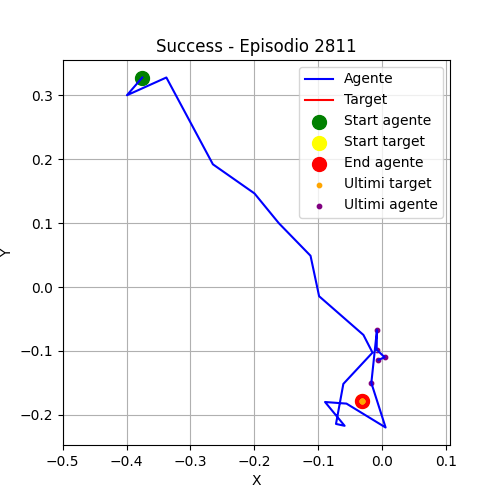 Success - Episodio 2811
Agente
Target
Start agente
Start target
End agente
Ultimi target
Ultimi agente
0.3
0.2
0.1
0.0
−0.1
−0.2
Y
−0.5
−0.4
−0.3
−0.2
−0.1
0.0
0.1
X